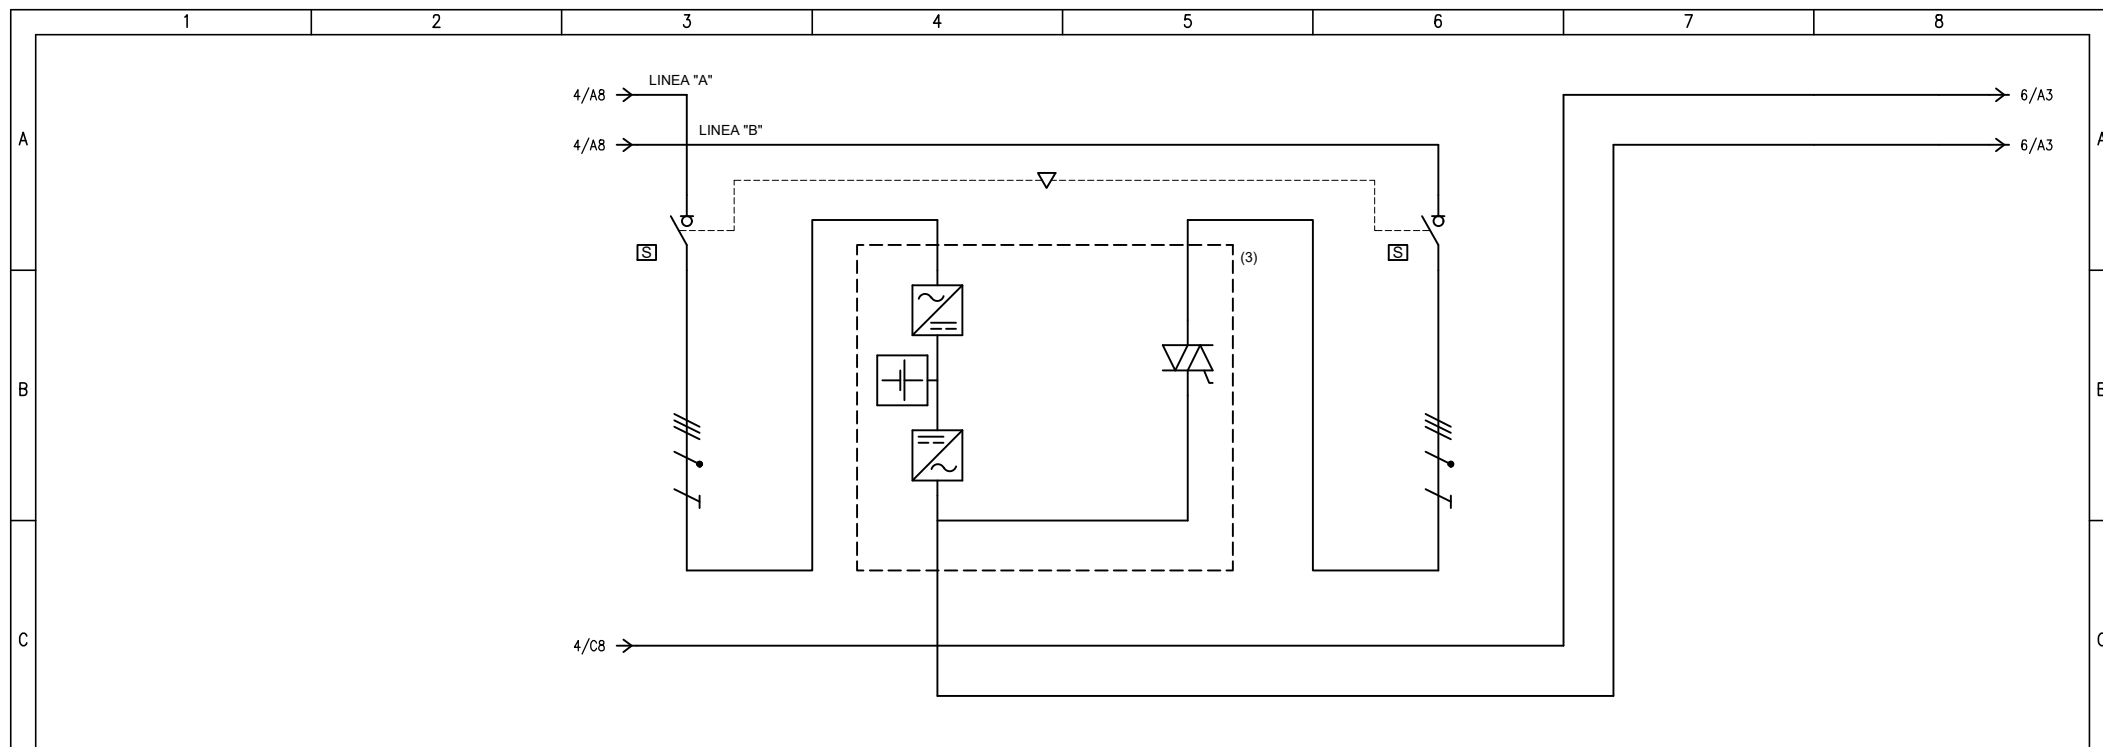 1 2 3 4 5 6 7 8
LINEA "A"
4/A8 6/A3
LINEA "B"
A 4/A8 6/A3 A
S S
(3)
B B
C 4/C8 C